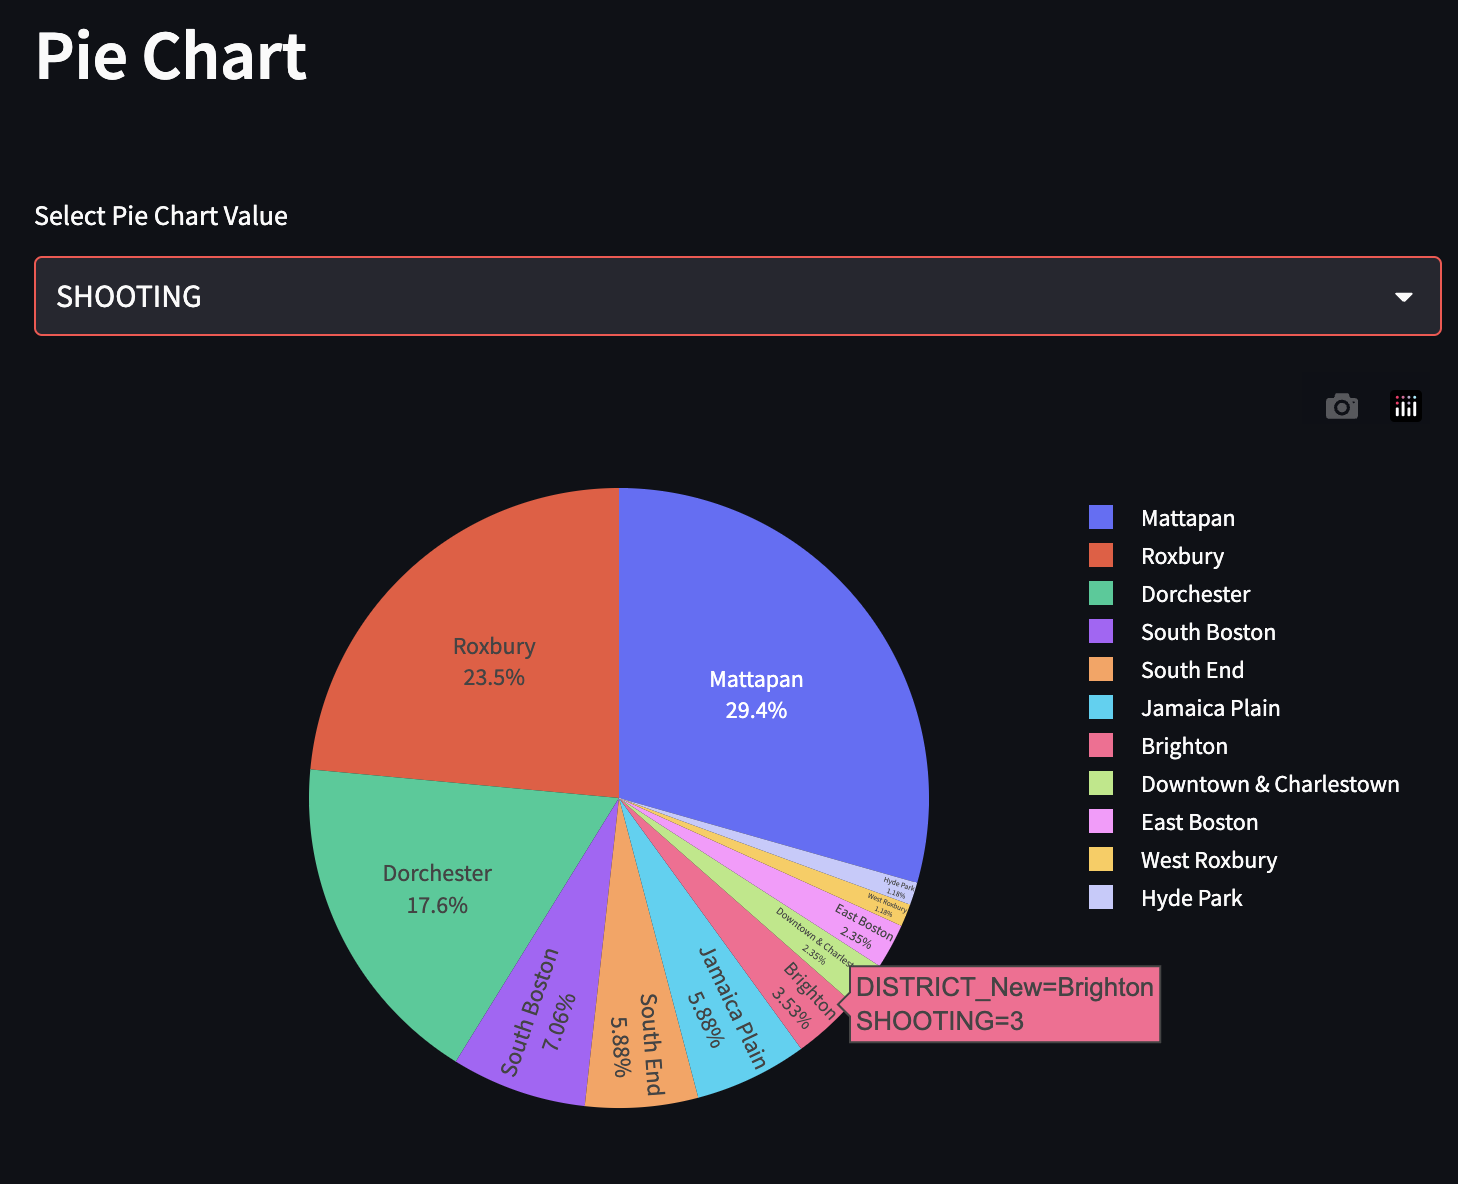 Pie Chart
Select Pie Chart Value
SHOOTING
Mattapan
29.4%
Roxbury
23.5%
Dorchester
17.6%
South Boston
7.06%
South End
5.88%
Jamaica Plain
5.88%
Brighton
3.53%
Downtown & Charlest
2.35%
East Boston
2.35%
West Roxbury
1.18%
Hyde Park
1.18%
DISTRICT_New=Brighton
SHOOTING=3
Mattapan
Roxbury
Dorchester
South Boston
South End
Jamaica Plain
Brighton
Downtown & Charlestown
East Boston
West Roxbury
Hyde Park